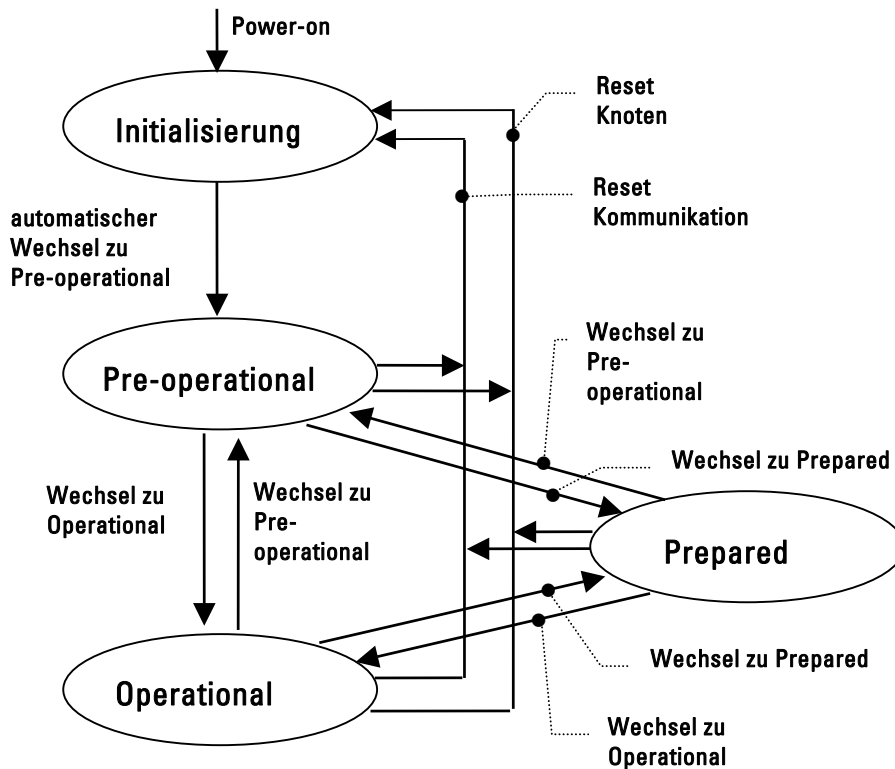 Power-on
Reset
Knoten
Initialisierung
Reset
Kommunikation
automatischer
Wechsel zu
Pre-operational
Wechsel zu
Pre-
operational
Pre-operational
Wechsel zu Prepared
Wechsel zu
Operational
Wechsel zu
Pre-
operational
Prepared
Wechsel zu Prepared
Operational
Wechsel zu
Operational